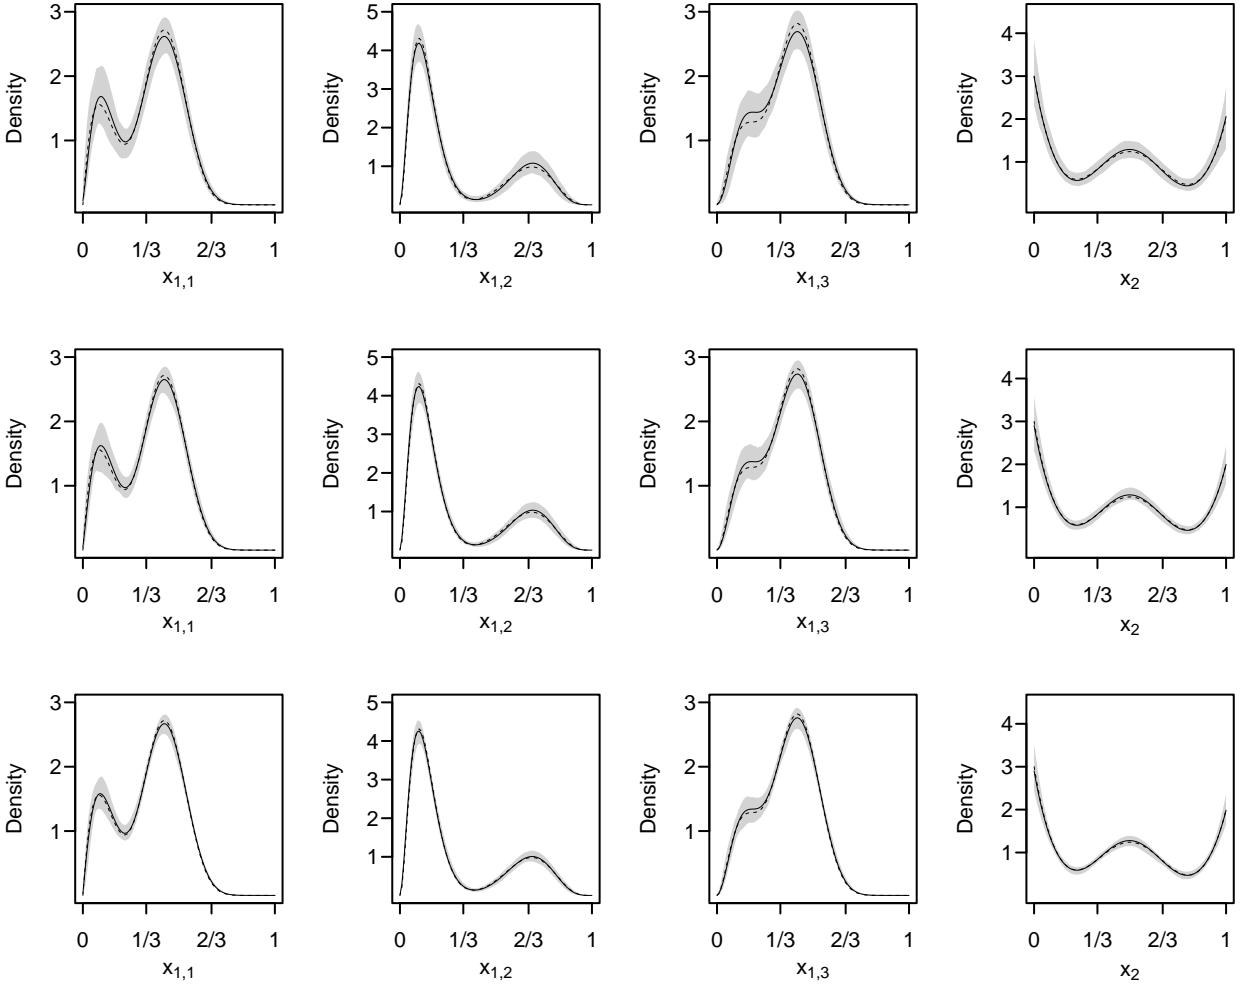 3 5 3 4
2 4 2 3
1 3 1 2
2 1
1
Density Density Density Density
0 1/3 2/3 1 0 1/3 2/3 1 0 1/3 2/3 1 0 1/3 2/3 1
x1,1 x1,2 x1,3 x2
3 5 3 4
2 4 2 3
1 3 1 2
2 1
1
Density Density Density Density
0 1/3 2/3 1 0 1/3 2/3 1 0 1/3 2/3 1 0 1/3 2/3 1
x1,1 x1,2 x1,3 x2
3 5 3 4
2 4 2 3
1 3 1 2
2 1
1
Density Density Density Density
0 1/3 2/3 1 0 1/3 2/3 1 0 1/3 2/3 1 0 1/3 2/3 1
x1,1 x1,2 x1,3 x2